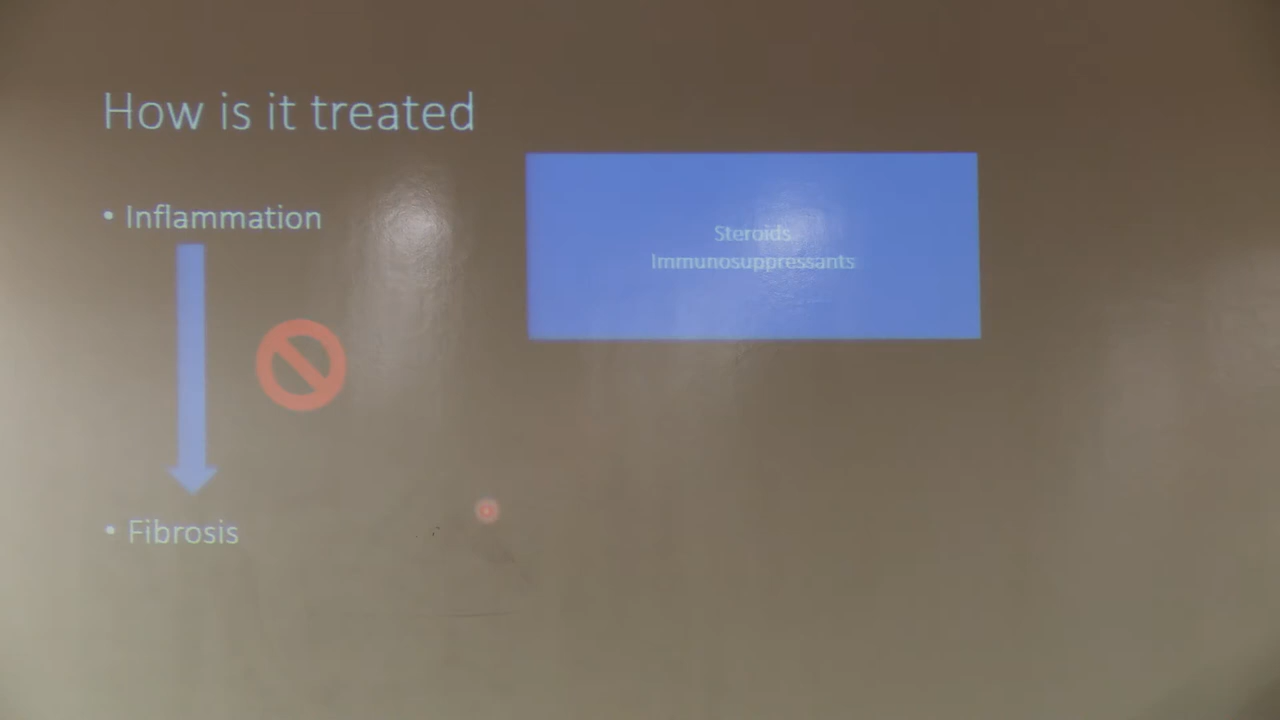 How is it treated
• Inflammation
Steroids
Immunosuppressants
• Fibrosis